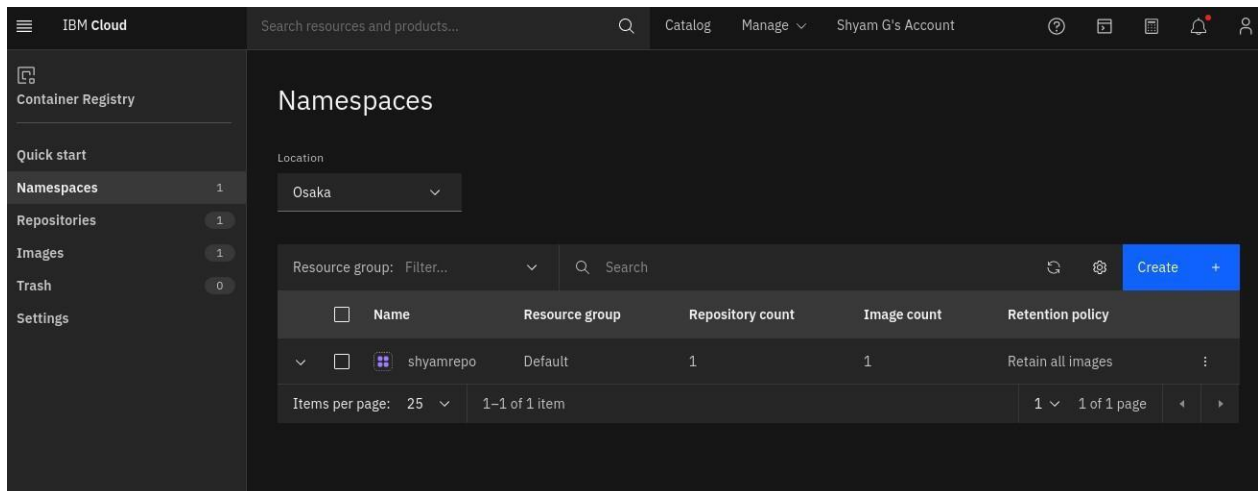 IBM Cloud
Search resources and products...
Catalog
Manage
Shyam G's Account
Container Registry
Quick start
Namespaces 1
Repositories 1
Images 1
Trash 0
Settings
Namespaces
Location
Osaka
Resource group: Filter...
Search
Create +
Name Resource group Repository count Image count Retention policy
shyamrepo Default 1 1 Retain all images
Items per page: 25 1–1 of 1 item 1 1 of 1 page